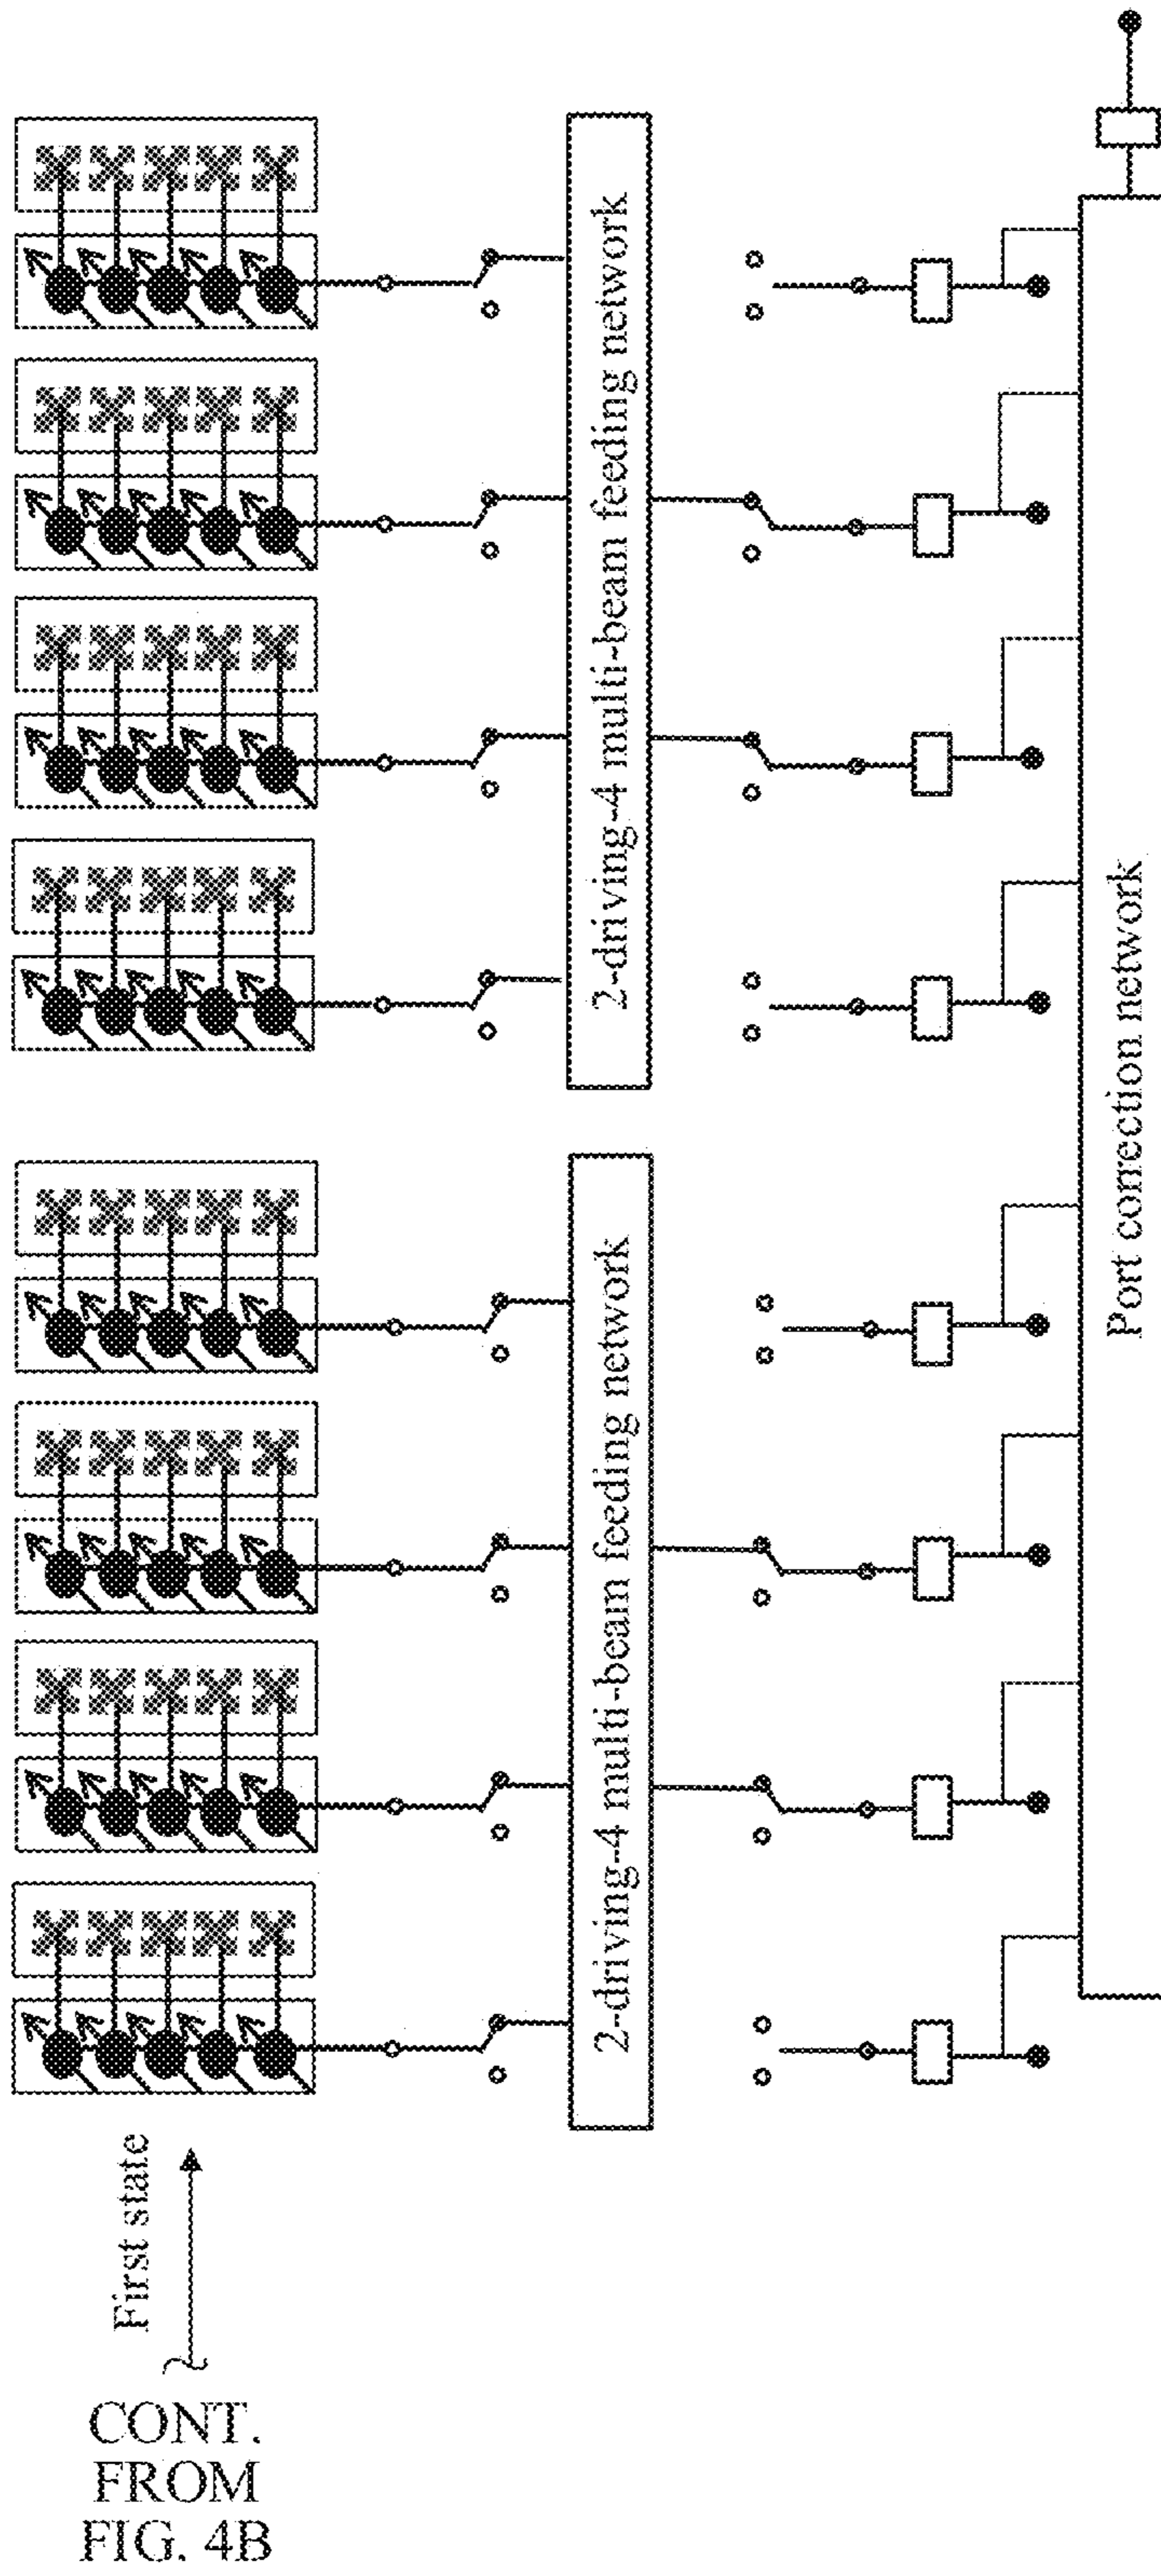 CONT.
FROM
FIG. 4B
First state
2-driving-4 multi-beam feeding network
2-driving-4 multi-beam feeding network
Port correction network